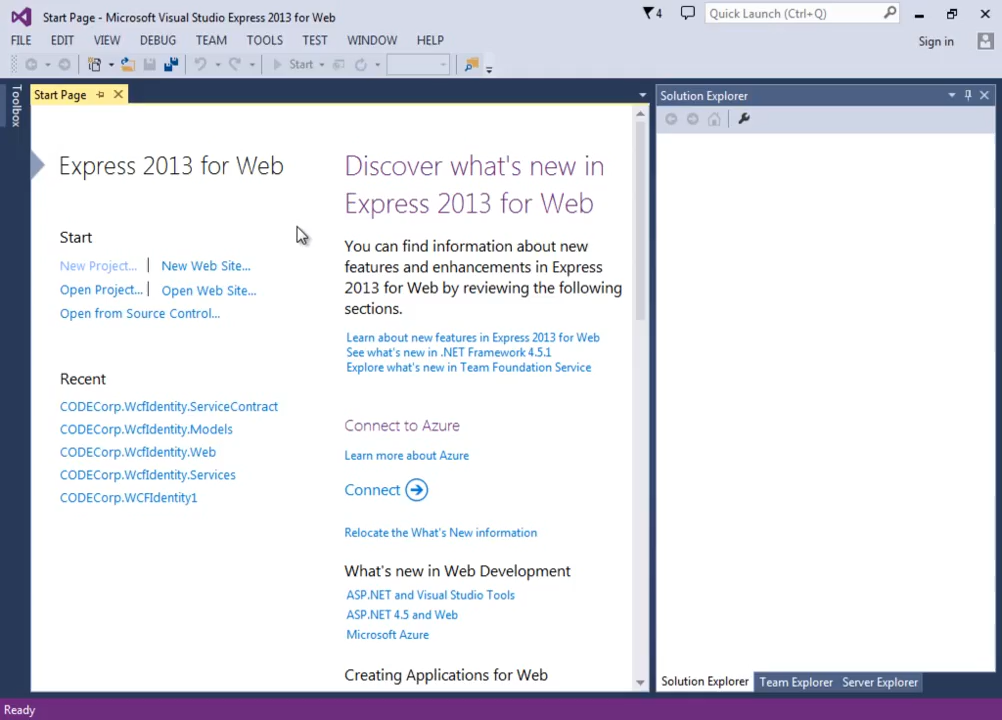 Start Page - Microsoft Visual Studio Express 2013 for Web
4
Quick Launch (Ctrl+Q)
FILE EDIT VIEW DEBUG TEAM TOOLS TEST WINDOW HELP
Sign in
Start
Toolbox
Start Page
Solution Explorer
Express 2013 for Web
Start
New Project... | New Web Site...
Open Project... | Open Web Site...
Open from Source Control...
Recent
CODECorp.WcfIdentity.ServiceContract
CODECorp.WcfIdentity.Models
CODECorp.WcfIdentity.Web
CODECorp.WcfIdentity.Services
CODECorp.WCFIdentity1
Discover what's new in
Express 2013 for Web
You can find information about new
features and enhancements in Express
2013 for Web by reviewing the following
sections.
Learn about new features in Express 2013 for Web
See what's new in .NET Framework 4.5.1
Explore what's new in Team Foundation Service
Connect to Azure
Learn more about Azure
Connect
Relocate the What's New information
What's new in Web Development
ASP.NET and Visual Studio Tools
ASP.NET 4.5 and Web
Microsoft Azure
Creating Applications for Web
Solution Explorer Team Explorer Server Explorer
Ready